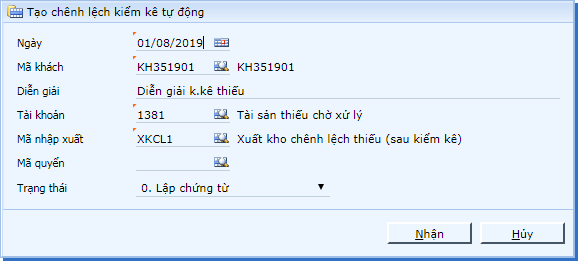 Tạo chênh lệch kiểm kê tự động
Ngày 01/08/2019
Mã khách KH351901 KH351901
Diễn giải Diễn giải k.kê thiếu
Tài khoản 1381 Tài sản thiếu chờ xử lý
Mã nhập xuất XKCL1 Xuất kho chênh lệch thiếu (sau kiểm kê)
Mã quyển
Trạng thái 0. Lập chứng từ
Nhận Hủy